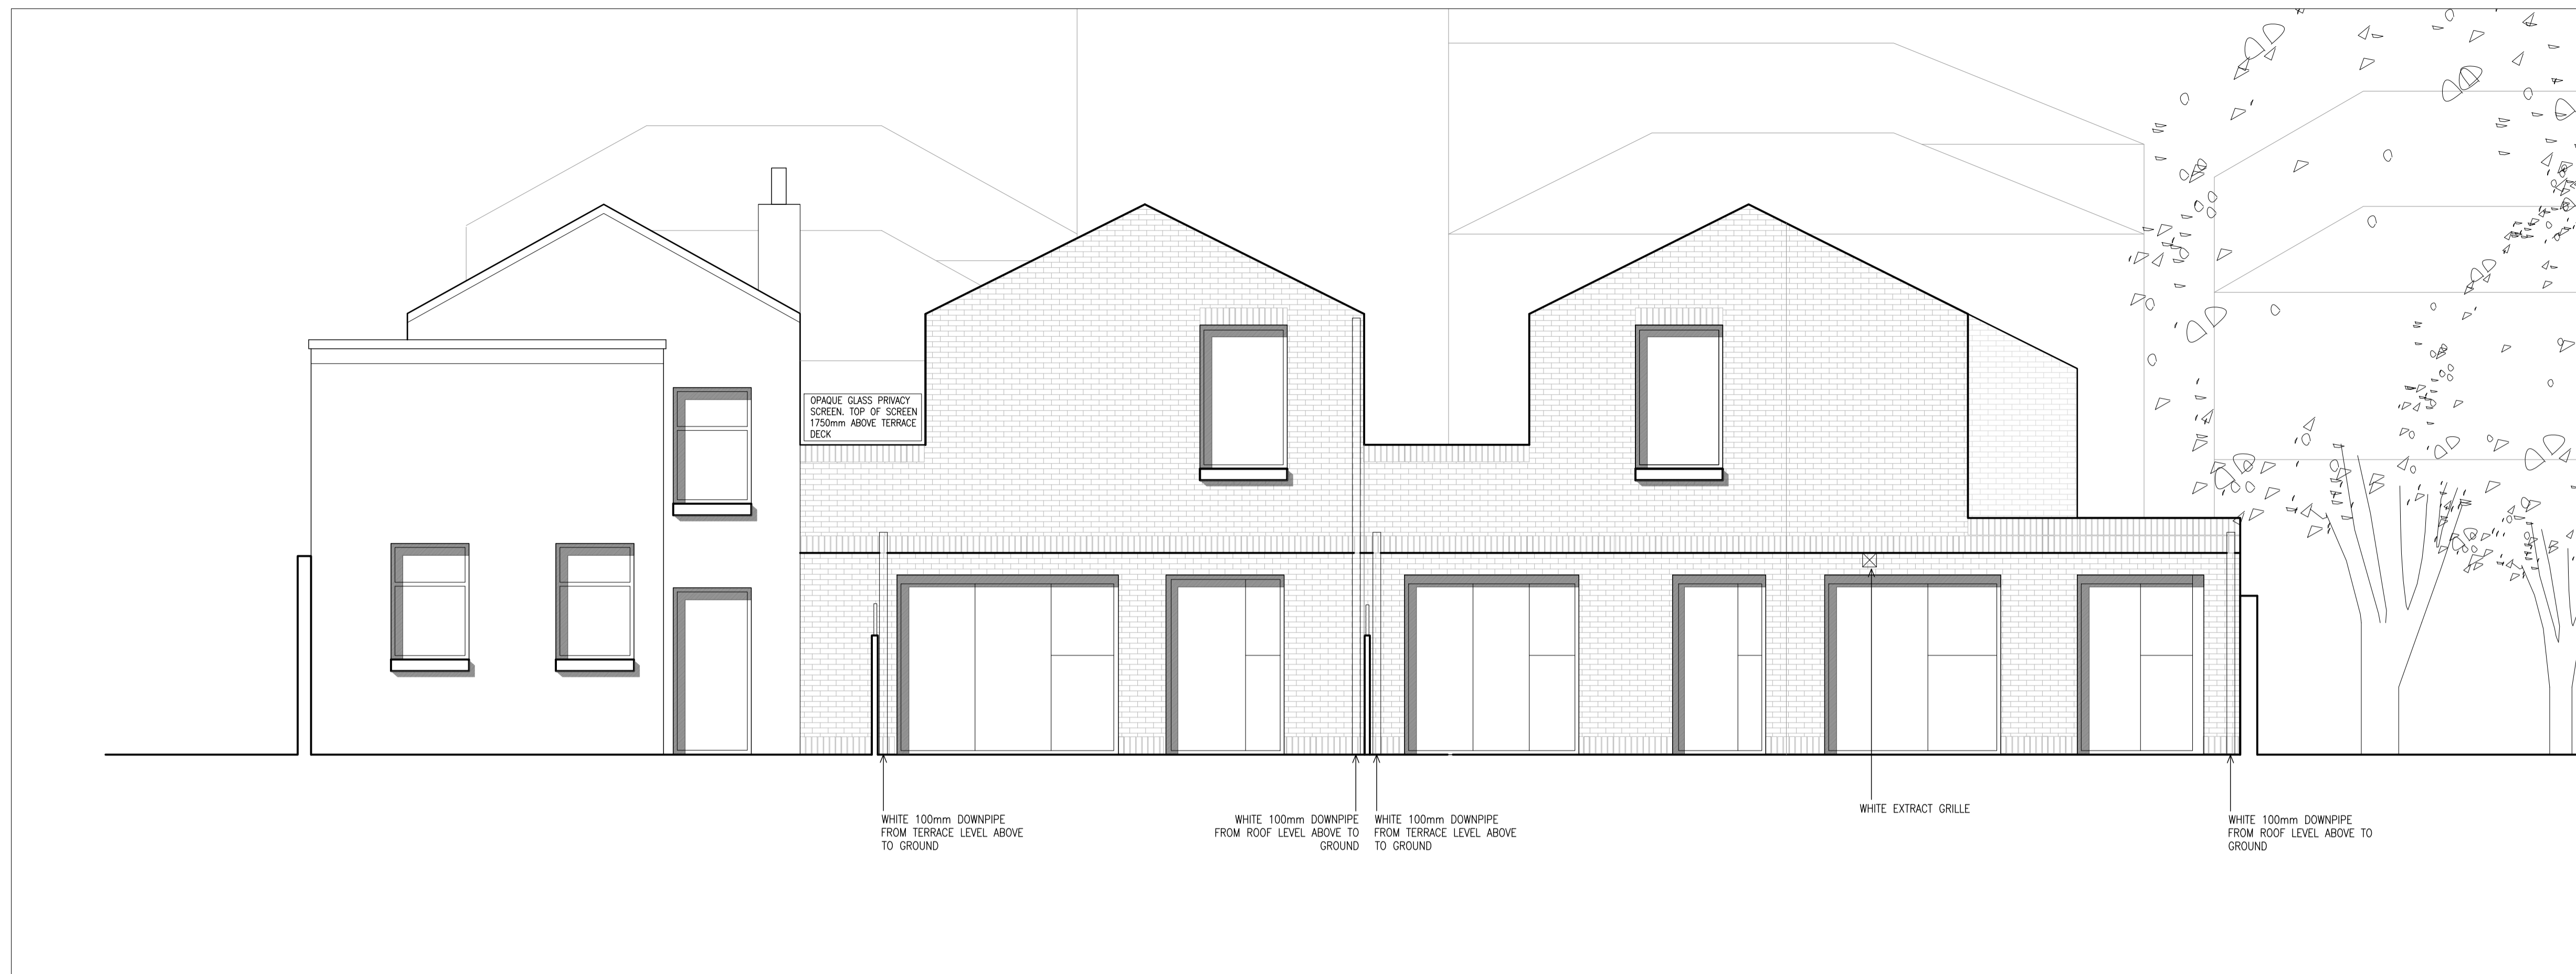 OPAQUE GLASS PRIVACY
SCREEN. TOP OF SCREEN
1750mm ABOVE TERRACE
DECK
WHITE 100mm DOWNPIPE
FROM TERRACE LEVEL ABOVE
TO GROUND
WHITE 100mm DOWNPIPE
FROM ROOF LEVEL ABOVE TO
GROUND
WHITE 100mm DOWNPIPE
FROM TERRACE LEVEL ABOVE
TO GROUND
WHITE EXTRACT GRILLE
WHITE 100mm DOWNPIPE
FROM ROOF LEVEL ABOVE TO
GROUND